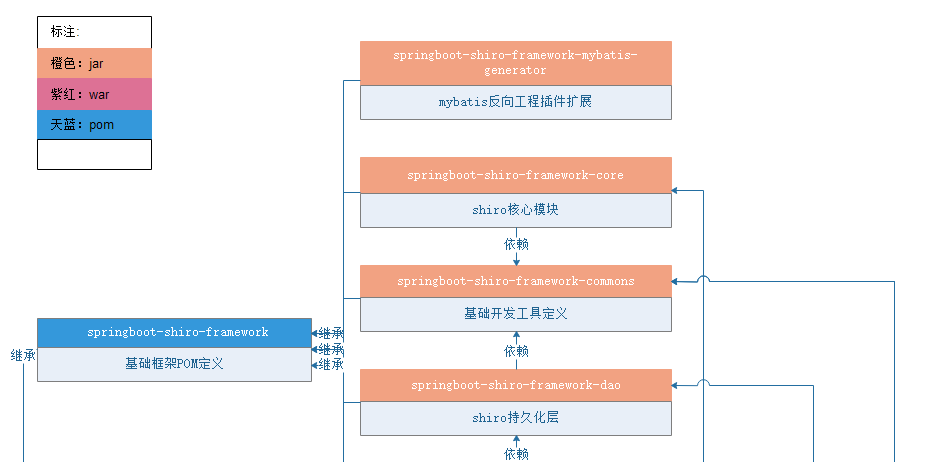 标注:
橙色: jar
紫红: war
天蓝: pom
springboot-shiro-framework-mybatis-
generator
mybatis反向工程插件扩展
springboot-shiro-framework-core
shiro核心模块
依赖
springboot-shiro-framework-commons
基础开发工具定义
springboot-shiro-framework
基础框架POM定义
继承
继承
继承
继承
依赖
springboot-shiro-framework-dao
shiro持久化层
依赖